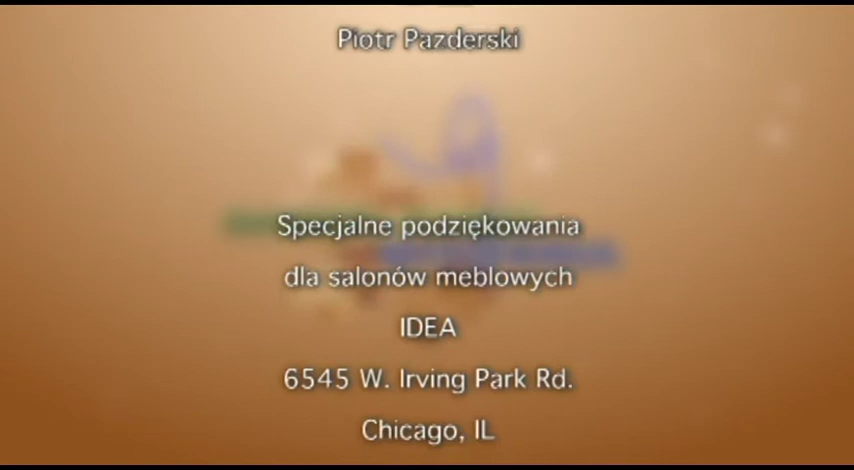 Piotr Pazderski
Specjalne podziękowania
dla salonów meblowych
IDEA
6545 W. Irving Park Rd.
Chicago, IL